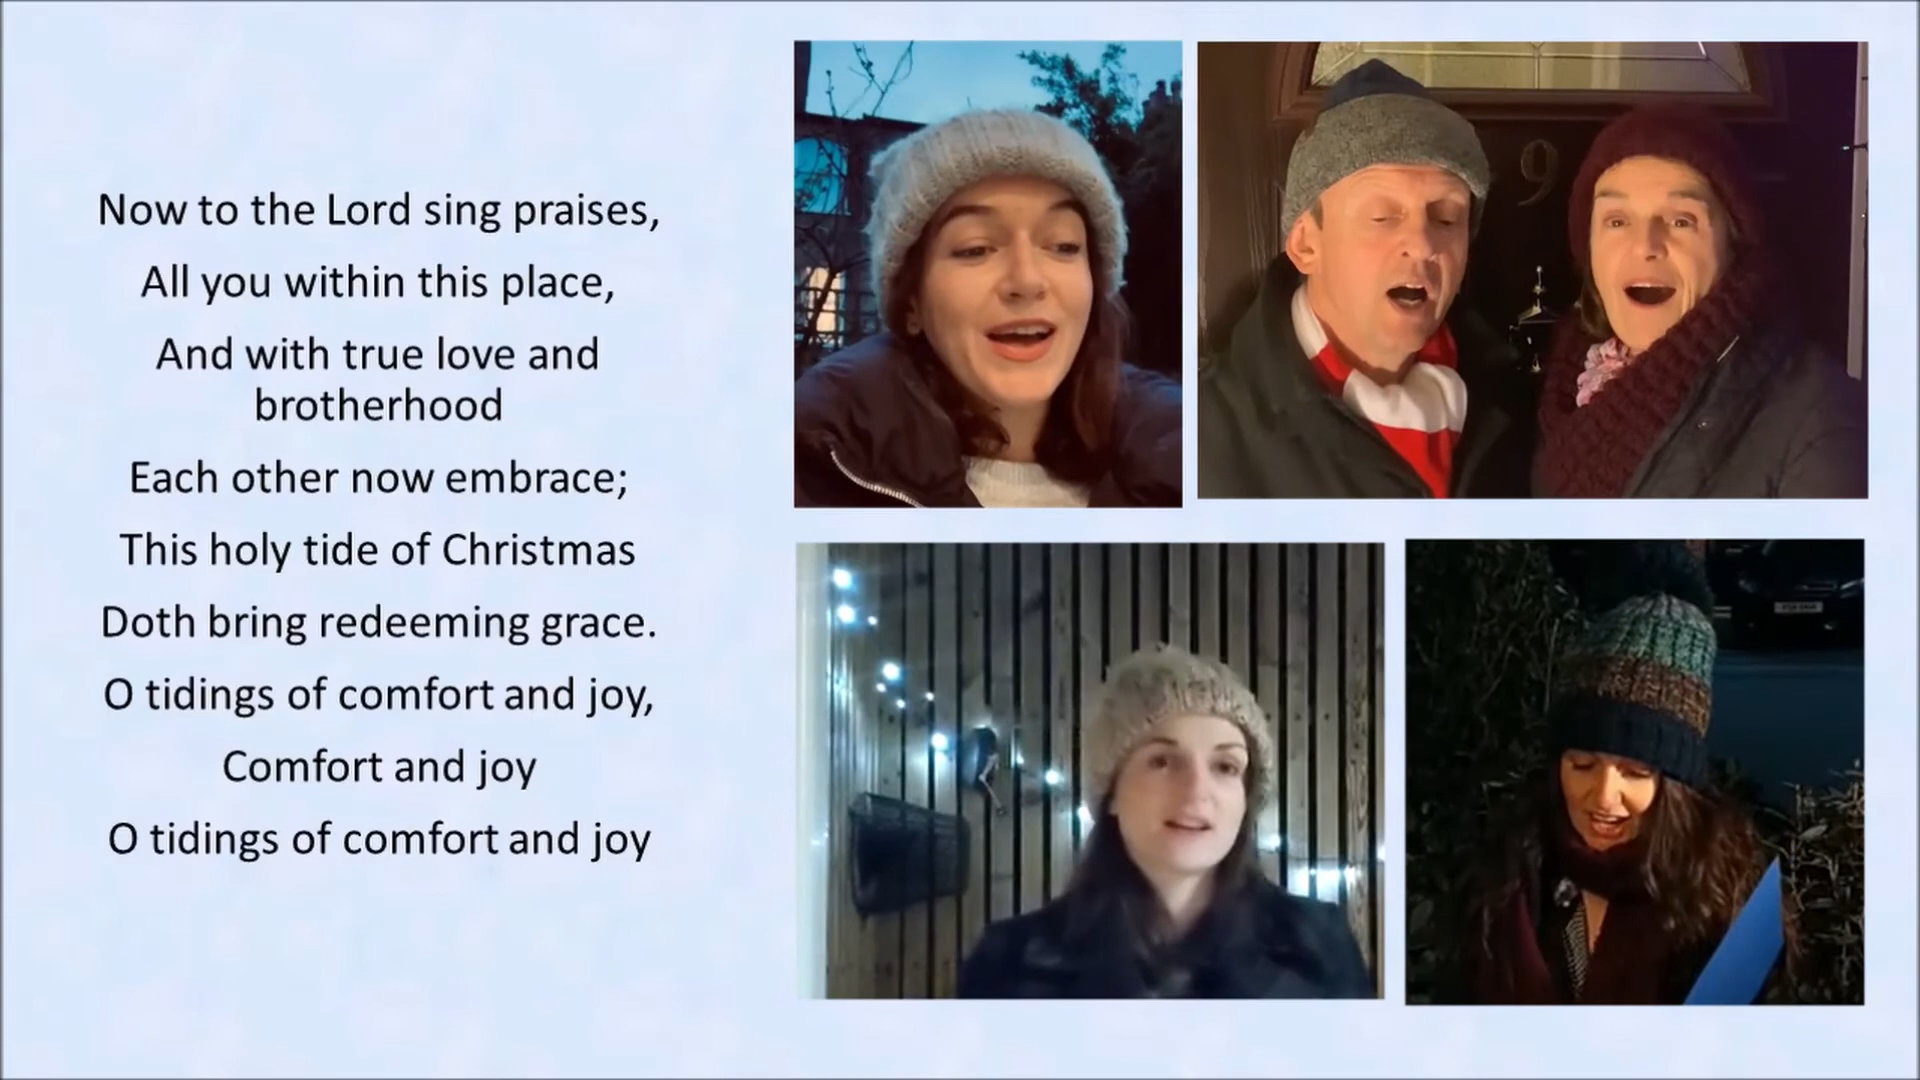 Now to the Lord sing praises,
All you within this place,
And with true love and
brotherhood
Each other now embrace;
This holy tide of Christmas
Doth bring redeeming grace.
O tidings of comfort and joy,
Comfort and joy
O tidings of comfort and joy
9